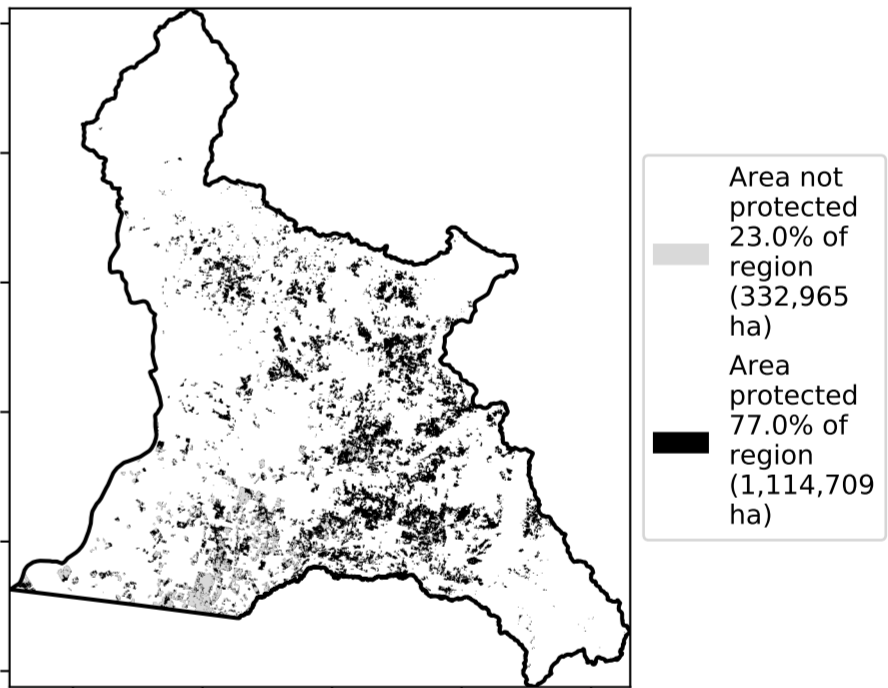 Area not
protected
23.0% of
region
(332,965
ha)
Area
protected
77.0% of
region
(1,114,709
ha)